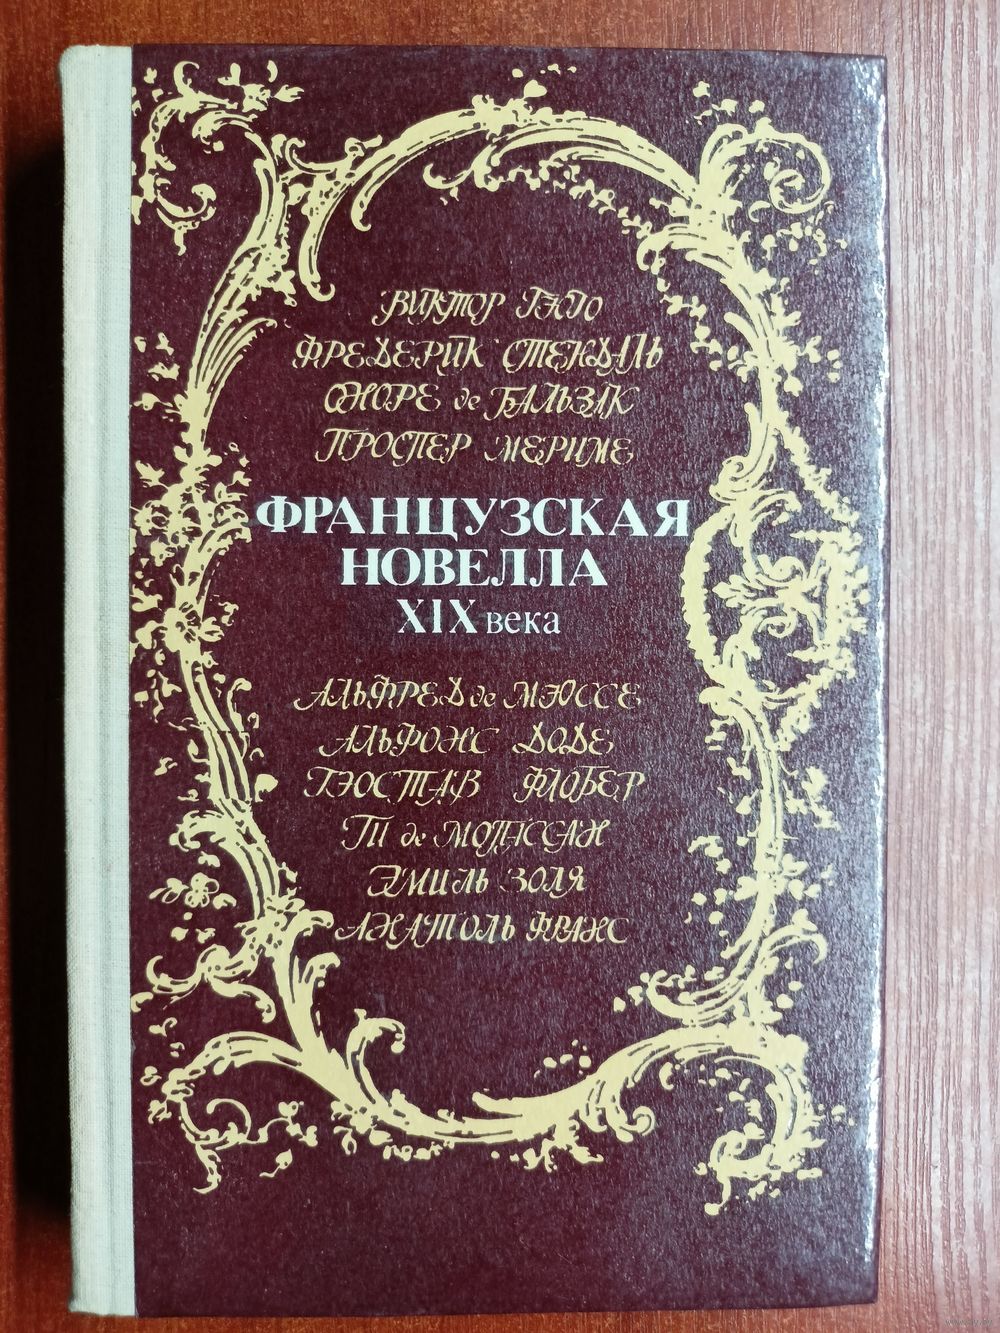 ВИКТОР ГЮГО
ФРЕДЕРИК СТЕНДАЛЬ
ОНОРЕ де БАЛЬЗАК
ПРОСПЕР МЕРИМЕ
ФРАНЦУЗСКАЯ
НОВЕЛЛА
XIX века
АЛЬФРЕД де МЮССЕ
АЛЬФОНС ДОДЕ
ГЮСТАВ ФЛОБЕР
ГИ де МОПАССАН
ЭМИЛЬ ЗОЛЯ
АНАТОЛЬ ФРАНС